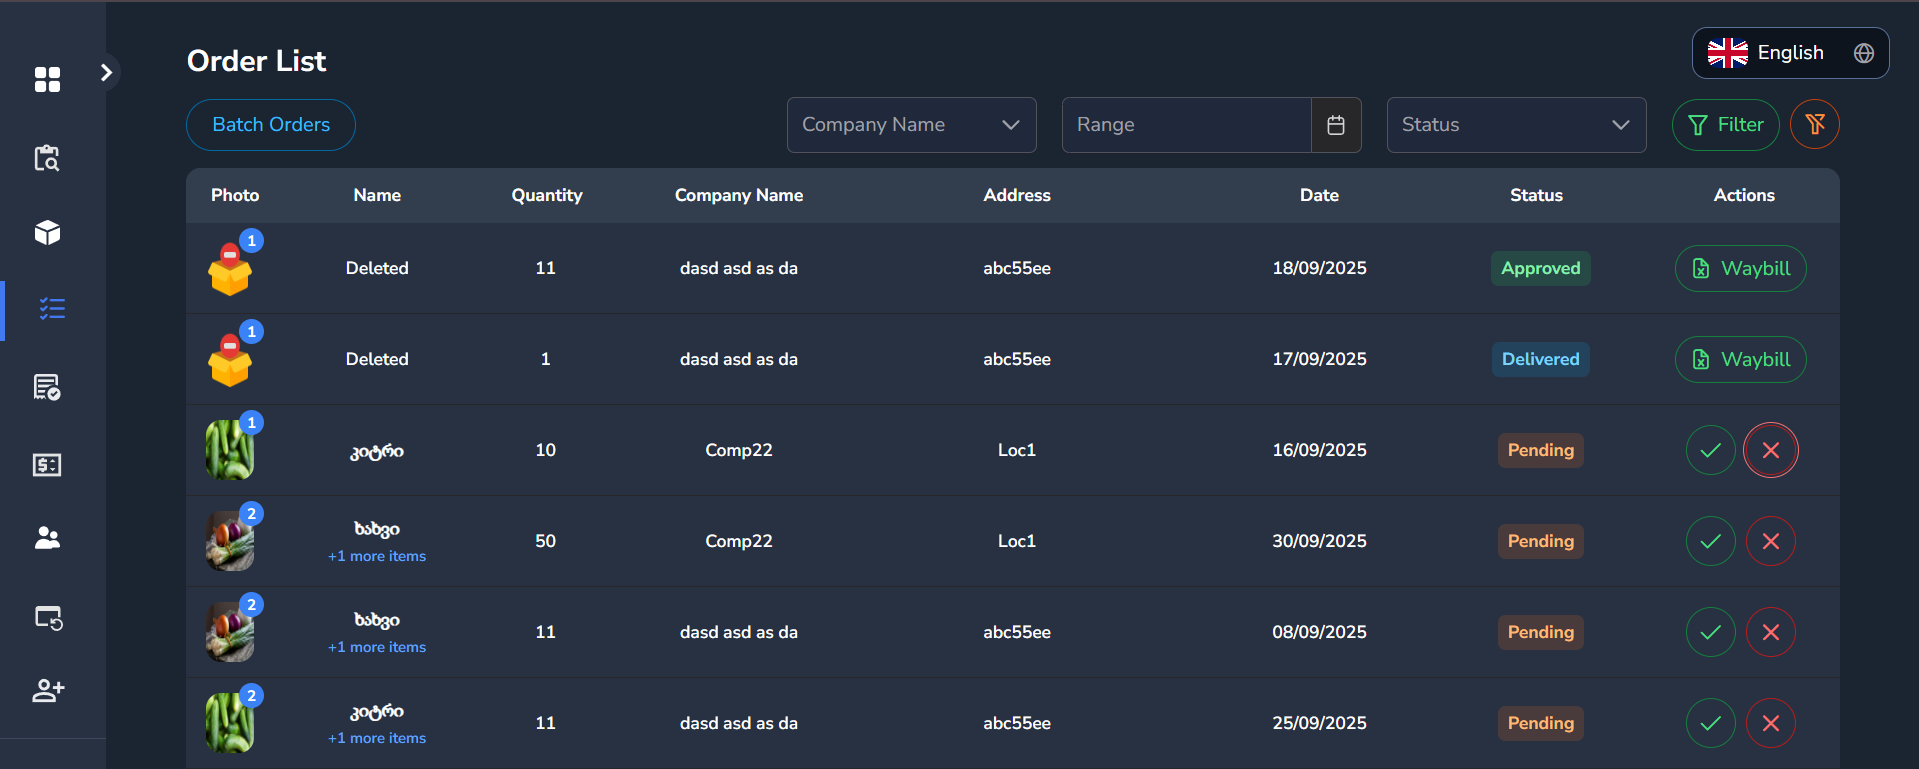 Order List
English
Batch Orders
Company Name
Range
Status
Filter
Photo Name Quantity Company Name Address Date Status Actions
1
Deleted 11 dasd asd as da abc55ee 18/09/2025 Approved Waybill
1
Deleted 1 dasd asd as da abc55ee 17/09/2025 Delivered Waybill
1
კიტრი 10 Comp22 Loc1 16/09/2025 Pending
2
ხახვი 50 Comp22 Loc1 30/09/2025 Pending
+1 more items
2
ხახვი 11 dasd asd as da abc55ee 08/09/2025 Pending
+1 more items
2
კიტრი 11 dasd asd as da abc55ee 25/09/2025 Pending
+1 more items